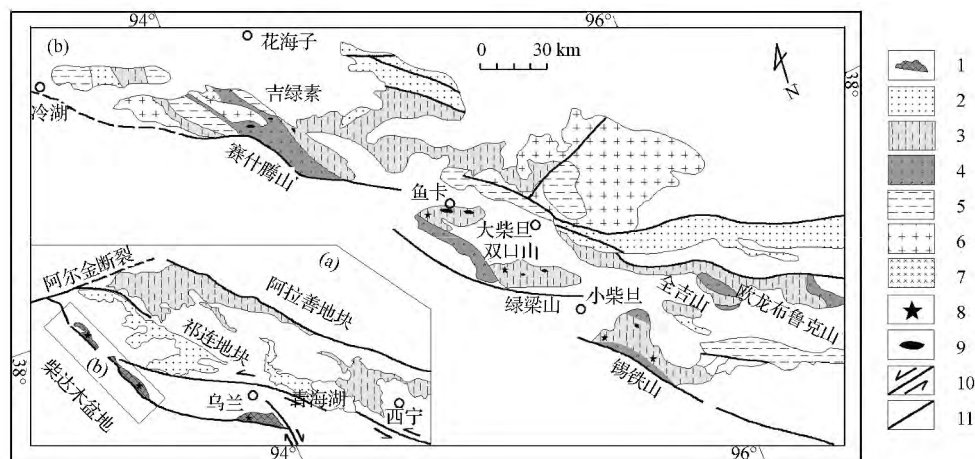 94°
96°
(b)
花海子
0 30 km
N
38°
冷湖
吉绿素
赛什腾山
鱼卡
大柴旦
双口山
绿梁山
小柴旦
全吉山
欧龙布鲁克山
锡铁山
(a)
阿尔金断裂
阿拉善地块
祁连地块
38°
(b)
柴达木盆地
乌兰
青海湖
西宁
94°
96°
1
2
3
4
5
6
7
8
9
10
11